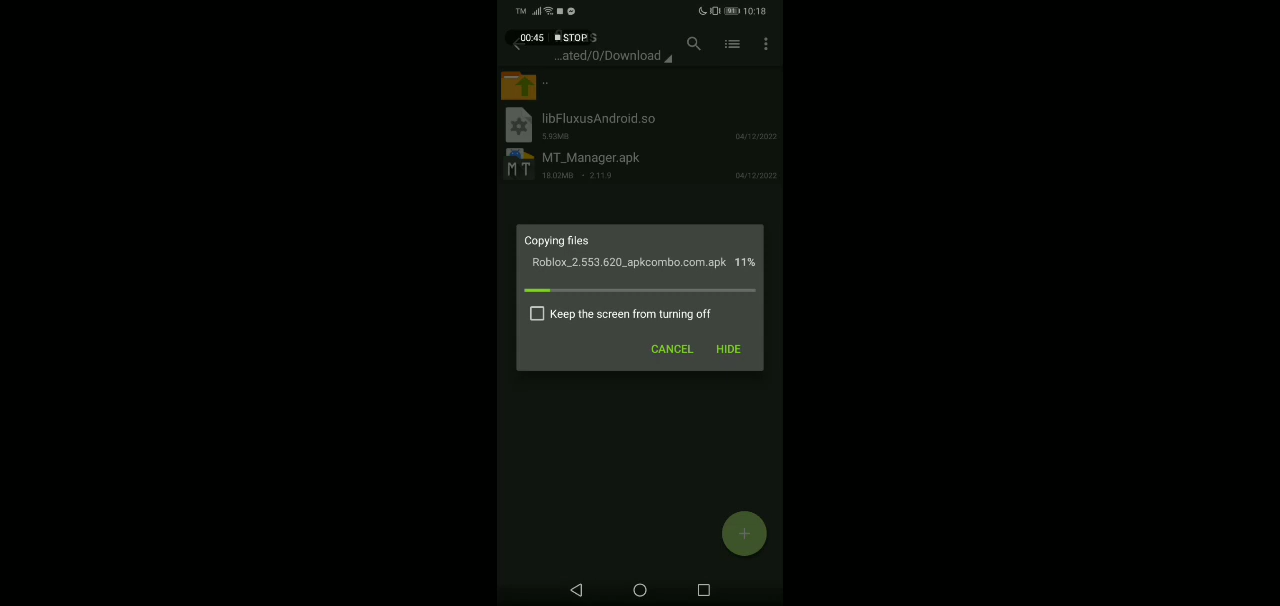 TM 91 10:18
00:45 STOP S
...ated/0/Download
..
libFluxusAndroid.so
5.93MB 04/12/2022
MT_Manager.apk
MT
18.02MB • 2.11.9 04/12/2022
Copying files
Roblox_2.553.620_apkcombo.com.apk 11%
Keep the screen from turning off
CANCEL HIDE